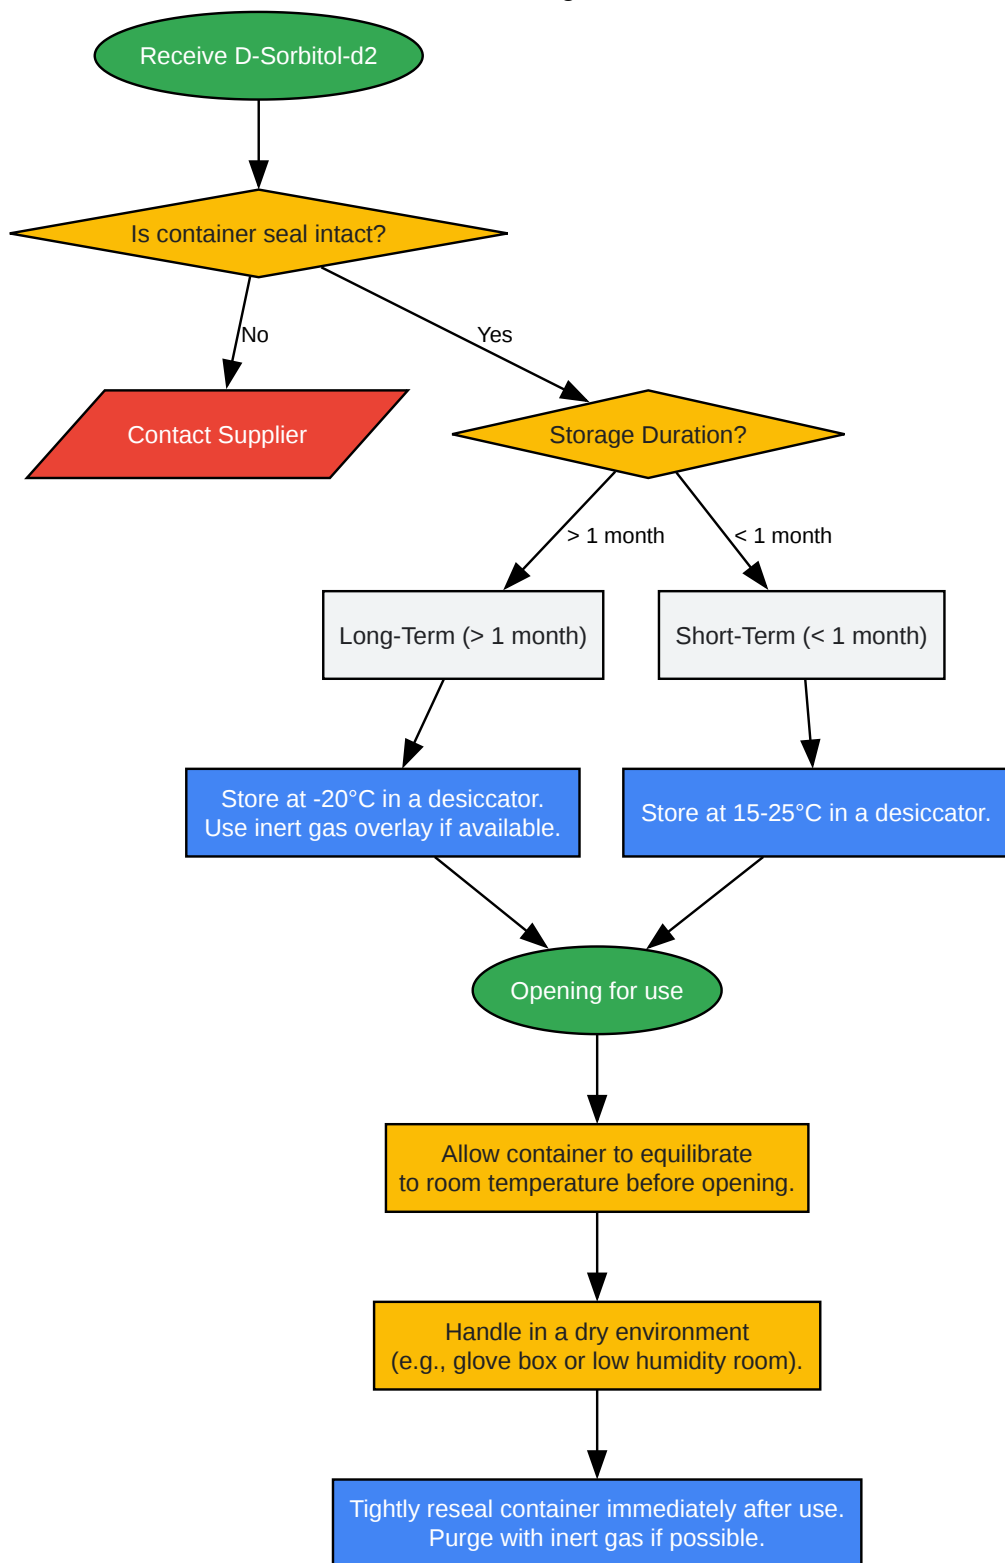 Receive D-Sorbitol-d2
Is container seal intact?
No
Yes
Contact Supplier
Storage Duration?
> 1 month
< 1 month
Long-Term (> 1 month)
Short-Term (< 1 month)
Store at -20°C in a desiccator.
Use inert gas overlay if available.
Store at 15-25°C in a desiccator.
Opening for use
Allow container to equilibrate
to room temperature before opening.
Handle in a dry environment
(e.g., glove box or low humidity room).
Tightly reseal container immediately after use.
Purge with inert gas if possible.